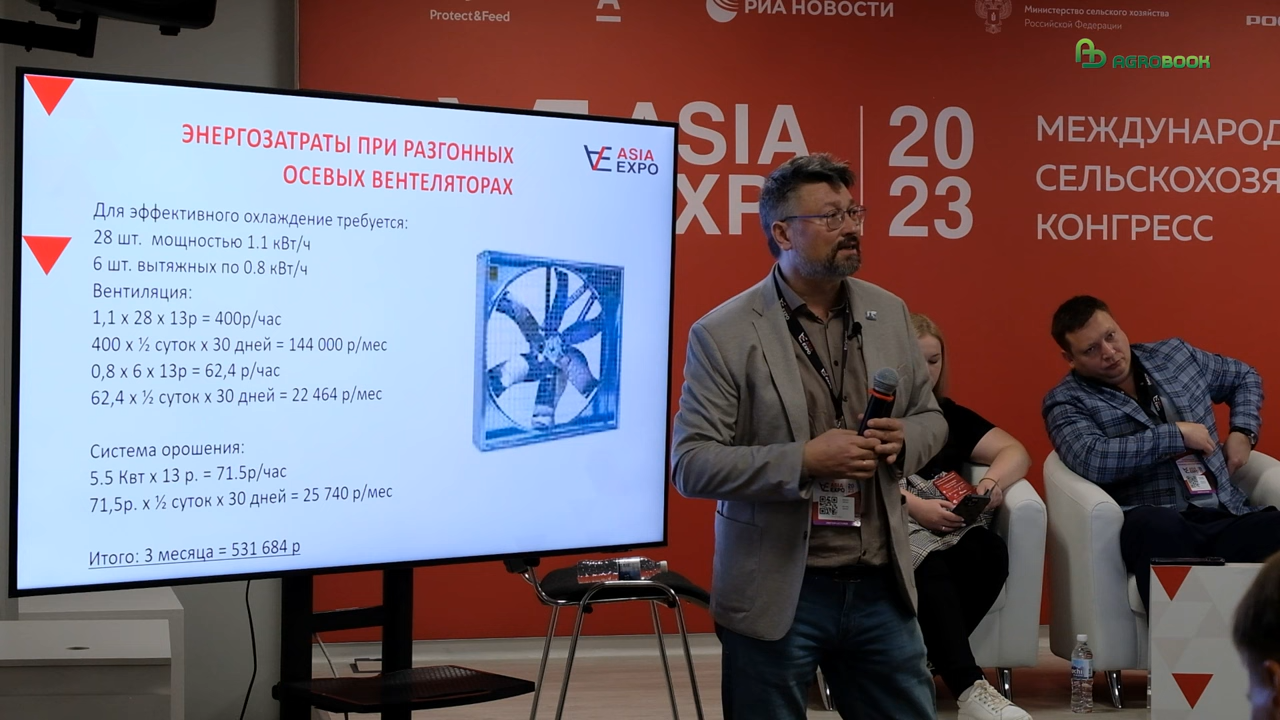 Protect&Feed
РИА НОВОСТИ
Министерство сельского хозяйства
Российской Федерации
AGROBOOK
ASIA
20
23
МЕЖДУНАРОД
СЕЛЬСКОХОЗЯ
КОНГРЕСС
ЭНЕРГОЗАТРАТЫ ПРИ РАЗГОННЫХ
ОСЕВЫХ ВЕНТЕЛЯТОРАХ
ASIA
EXPO
Для эффективного охлаждение требуется:
28 шт. мощностью 1.1 кВт/ч
6 шт. вытяжных по 0.8 кВт/ч
Вентиляция:
1,1 х 28 х 13р = 400р/час
400 х ½ суток х 30 дней = 144 000 р/мес
0,8 х 6 х 13р = 62,4 р/час
62,4 х ½ суток х 30 дней = 22 464 р/мес
Система орошения:
5.5 Квт х 13 р. = 71.5р/час
71,5р. х ½ суток х 30 дней = 25 740 р/мес
Итого: 3 месяца = 531 684 р